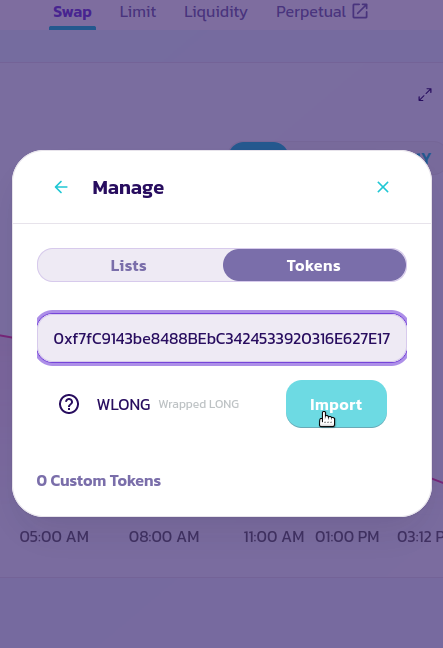 Swap Limit Liquidity Perpetual
Manage
Lists Tokens
0xf7fC9143be8488BEbC3424533920316E627E17
WLONG Wrapped LONG Import
0 Custom Tokens
05:00 AM 08:00 AM 11:00 AM 01:00 PM 03:12 P